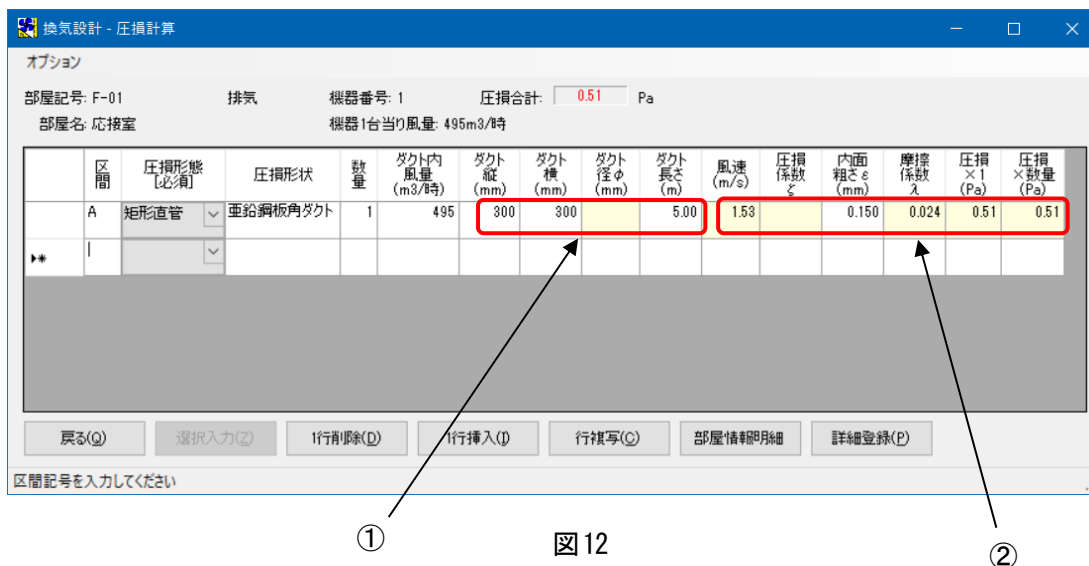 換気設計 - 圧損計算
オプション
部屋記号: F-01 排気 機器番号: 1 圧損合計: 0.51 Pa
部屋名: 応接室 機器1台当り風量: 495m3/時
区間 圧損形態[必須] 圧損形状 数量 ダクト内風量(m3/時) ダクト縦(mm) ダクト横(mm) ダクト径φ(mm) ダクト長さ(m) 風速(m/s) 圧損係数ζ 内面粗さε(mm) 摩擦係数λ 圧損×1(Pa) 圧損×数量(Pa)
A 矩形直管 亜鉛鋼板角ダクト 1 495 300 300 5.00 1.53 0.150 0.024 0.51 0.51
戻る(Q) 選択入力(Z) 1行削除(D) 1行挿入(I) 行複写(C) 部屋情報明細 詳細登録(P)
区間記号を入力してください
① 図12 ②